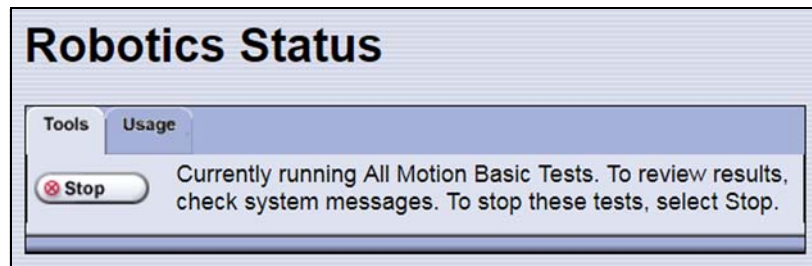 Robotics Status
Tools Usage
Currently running All Motion Basic Tests. To review results,
Stop check system messages. To stop these tests, select Stop.